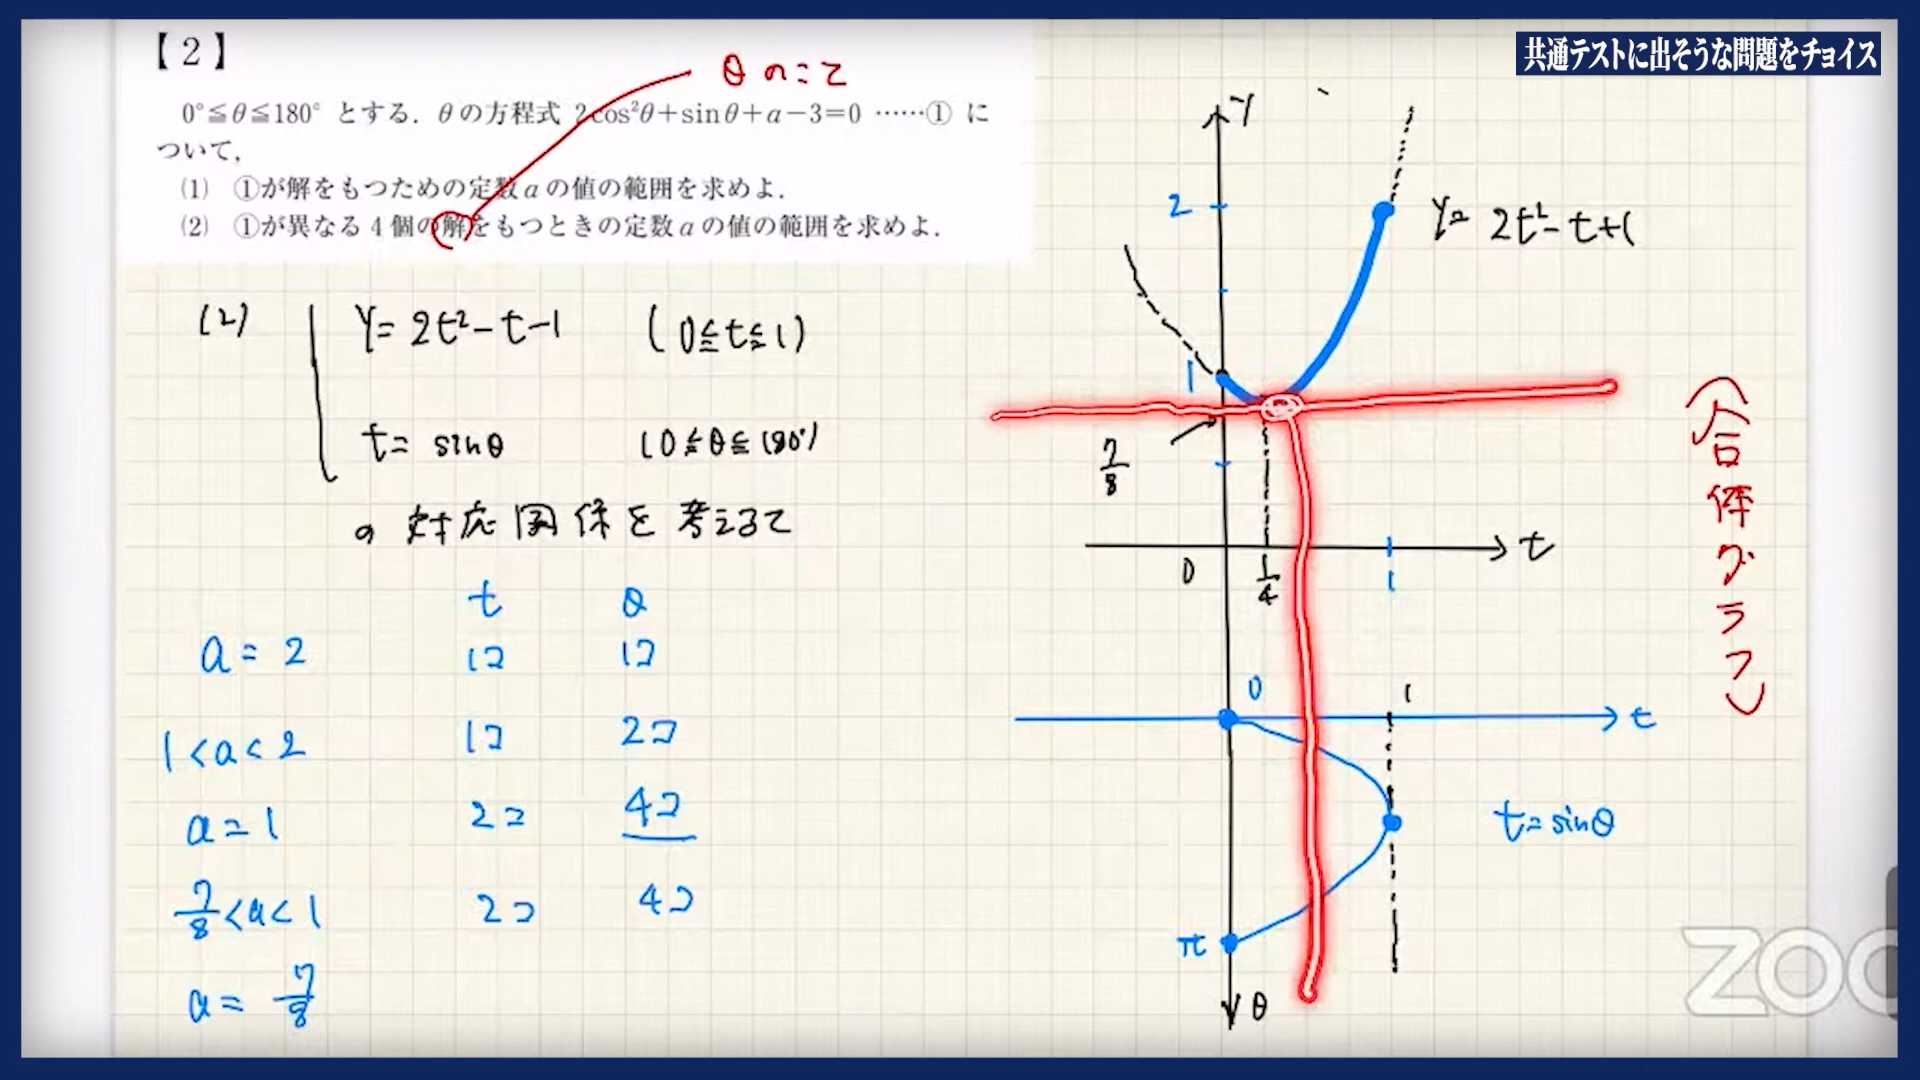 共通テストに出そうな問題をチョイス
【2】
θのこと
0°≦θ≦180° とする. θの方程式 2cos²θ+sinθ+a−3=0 ……① に
ついて,
(1) ①が解をもつための定数aの値の範囲を求めよ.
(2) ①が異なる4個の解をもつときの定数aの値の範囲を求めよ.
(2) y=2t²−t−1 (0≦t≦1)
t=sinθ (0≦θ≦180°)
の対応関係を考えると
t θ
a=2 1コ 1コ
1<a<2 1コ 2コ
a=1 2コ 4コ
7/8<a<1 2コ 4コ
a=7/8
y
2
y=2t²−t+1
1
7/8
0 1/4 1 t
(合体グラフ)
0 1 t
t=sinθ
π
θ
ZOO